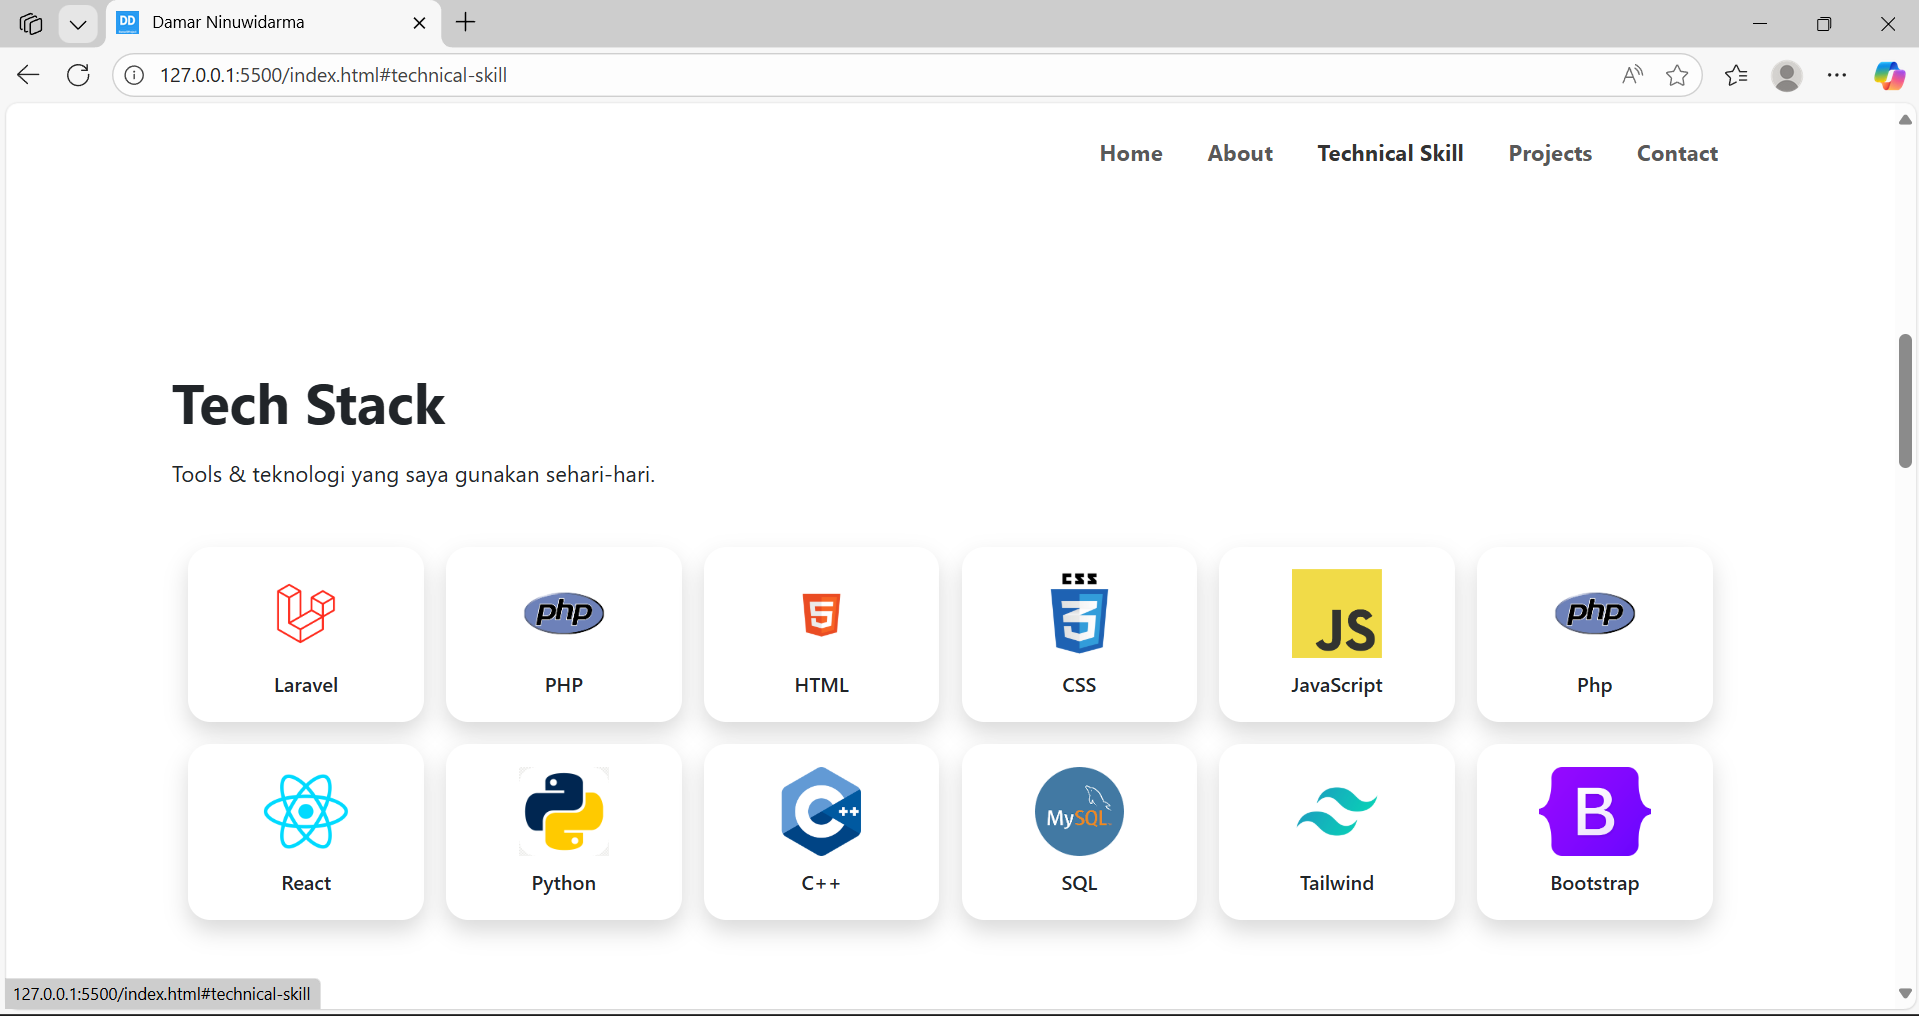 DD
Damar Ninuwidarma
127.0.0.1:5500/index.html#technical-skill
Home About Technical Skill Projects Contact
Tech Stack
Tools & teknologi yang saya gunakan sehari-hari.
php
5
CSS
3
JS
php
Laravel PHP HTML CSS JavaScript Php
C++
MySQL
B
React Python C++ SQL Tailwind Bootstrap
127.0.0.1:5500/index.html#technical-skill